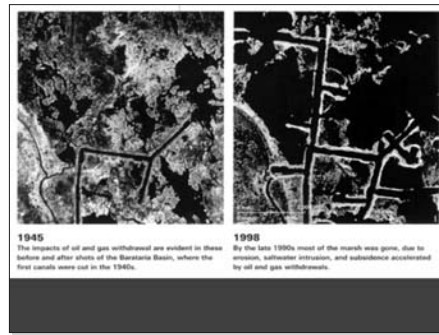 1945
The impacts of oil and gas withdrawal are evident in these
before and after shots of the Barataria Basin, where the
first canals were cut in the 1940s.
1998
By the late 1990s most of the marsh was gone, due to
erosion, saltwater intrusion, and subsidence accelerated
by oil and gas withdrawals.